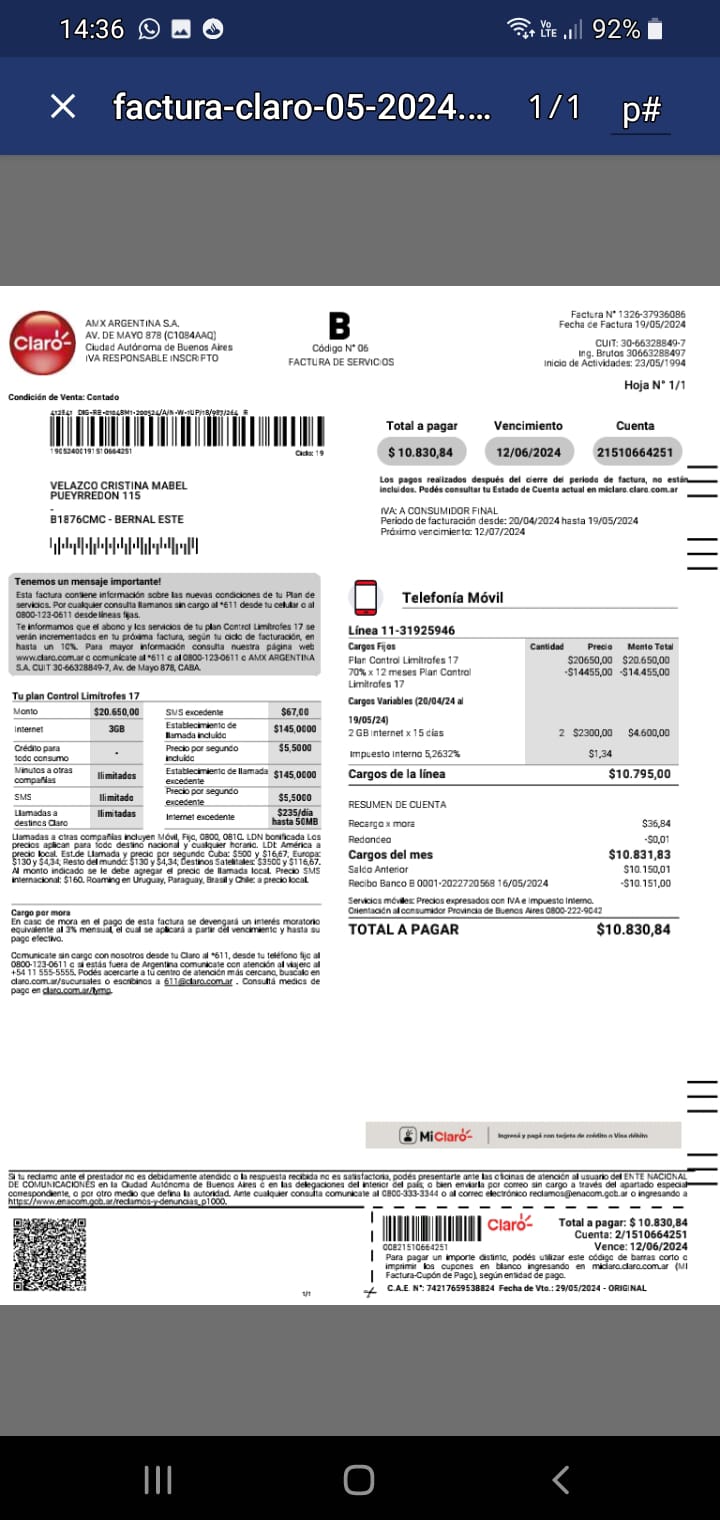 14:36
Vo LTE
92%
factura-claro-05-2024....
1/1
p#
Claro
AMX ARGENTINA S.A.
AV. DE MAYO 878 (C1084AAQ)
Ciudad Autónoma de Buenos Aires
IVA RESPONSABLE INSCRIPTO
B
Código N° 06
FACTURA DE SERVICIOS
Factura N° 1326-37936086
Fecha de Factura 19/05/2024
CUIT: 30-66328849-7
Ing. Brutos 30663288497
Inicio de Actividades: 23/05/1994
Hoja N° 1/1
Condición de Venta: Contado
Ciclo: 19
VELAZCO CRISTINA MABEL
PUEYRREDON 115
-
B1876CMC - BERNAL ESTE
Total a pagar Vencimiento Cuenta
$ 10.830,84 12/06/2024 21510664251
Los pagos realizados después del cierre del periodo de factura, no están
incluidos. Podés consultar tu Estado de Cuenta actual en miclaro.claro.com.ar
IVA: A CONSUMIDOR FINAL
Periodo de facturación desde: 20/04/2024 hasta 19/05/2024
Próximo vencimiento: 12/07/2024
Tenemos un mensaje importante!
Esta factura contiene información sobre las nuevas condiciones de tu Plan de
servicios. Por cualquier consulta llamanos sin cargo al *611 desde tu celular o al
0800-123-0611 desde líneas fijas.
Te informamos que el abono y los servicios de tu plan Control Limítrofes 17 se
verán incrementados en tu próxima factura, según tu ciclo de facturación, en
hasta un 10%. Para mayor información consulta nuestra página web
www.claro.com.ar o comunícate al *611 o al 0800-123-0611 o AMX ARGENTINA
S.A. CUIT 30-66328849-7, Av. de Mayo 878, CABA.
Tu plan Control Limítrofes 17
Monto $20.650,00 SMS excedente $67,00
Internet 3GB Establecimiento de llamada incluído $145,0000
Crédito para todo consumo - Precio por segundo incluído $5,5000
Minutos a otras compañías Ilimitados Establecimiento de llamada excedente $145,0000
SMS Ilimitado Precio por segundo excedente $5,5000
Llamadas a destinos Claro Ilimitadas Internet excedente $235/día hasta 50MB
Llamadas a otras compañías incluyen Móvil, Fijo, 0800, 0810. LDN bonificada Los
precios aplican para todo destino nacional y cualquier horario. LDI: América a
precio local. Est.de Llamada y precio por segundo: Cuba: $500 y $16,67; Europa:
$130 y $4,34; Resto del mundo: $130 y $4,34; Destinos Satelitales: $3500 y $116,67.
Al monto indicado se le debe agregar el precio de llamada local. Precio SMS
internacional: $160. Roaming en Uruguay, Paraguay, Brasil y Chile: a precio local.
Cargo por mora
En caso de mora en el pago de esta factura se devengará un interés moratorio
equivalente al 3% mensual, el cual se aplicará a partir del vencimiento y hasta su
pago efectivo.
Comunicate sin cargo con nosotros desde tu Claro al *611, desde tu teléfono fijo al
0800-123-0611 o si estás fuera de Argentina comunicate con atención al viajero al
+54 11 555-5555. Podés acercarte a tu centro de atención más cercano, buscalo en
claro.com.ar/sucursales o escribinos a 611@claro.com.ar . Consultá medios de
pago en claro.com.ar/fymp.
Telefonía Móvil
Línea 11-31925946
Cargos Fijos Cantidad Precio Monto Total
Plan Control Limítrofes 17 $20650,00 $20.650,00
70% x 12 meses Plan Control -$14455,00 -$14.455,00
Limítrofes 17
Cargos Variables (20/04/24 al
19/05/24)
2 GB Internet x 15 días 2 $2300,00 $4.600,00
Impuesto Interno 5,2632% $1,34
Cargos de la línea $10.795,00
RESUMEN DE CUENTA
Recargo x mora $36,84
Redondeo -$0,01
Cargos del mes $10.831,83
Saldo Anterior $10.150,01
Recibo Banco B 0001-2022720568 16/05/2024 -$10.151,00
Servicios móviles: Precios expresados con IVA e Impuesto Interno.
Orientación al consumidor Provincia de Buenos Aires 0800-222-9042
TOTAL A PAGAR $10.830,84
MiClaro
Ingresá y pagá con tarjeta de crédito o Visa débito
Si tu reclamo ante el prestador no es debidamente atendido o la respuesta recibida no es satisfactoria, podés presentarte ante las oficinas de atención al usuario del ENTE NACIONAL
DE COMUNICACIONES en la Ciudad Autónoma de Buenos Aires o en las delegaciones del interior del país; o bien enviarla por correo sin cargo a través del apartado especial
correspondiente, o por otro medio que defina la autoridad. Ante cualquier consulta comunicate al 0800-333-3344 o al correo electrónico reclamos@enacom.gob.ar o ingresando a
https://www.enacom.gob.ar/reclamos-y-denuncias_p1000.
00821510664251
Claro
Total a pagar: $ 10.830,84
Cuenta: 2/1510664251
Vence: 12/06/2024
Para pagar un importe distinto, podés utilizar este código de barras corto o
imprimir los cupones en blanco ingresando en miclaro.claro.com.ar (MI
Factura-Cupón de Pago), según entidad de pago.
C.A.E. N°: 74217659538824 Fecha de Vto.: 29/05/2024 - ORIGINAL
1/1